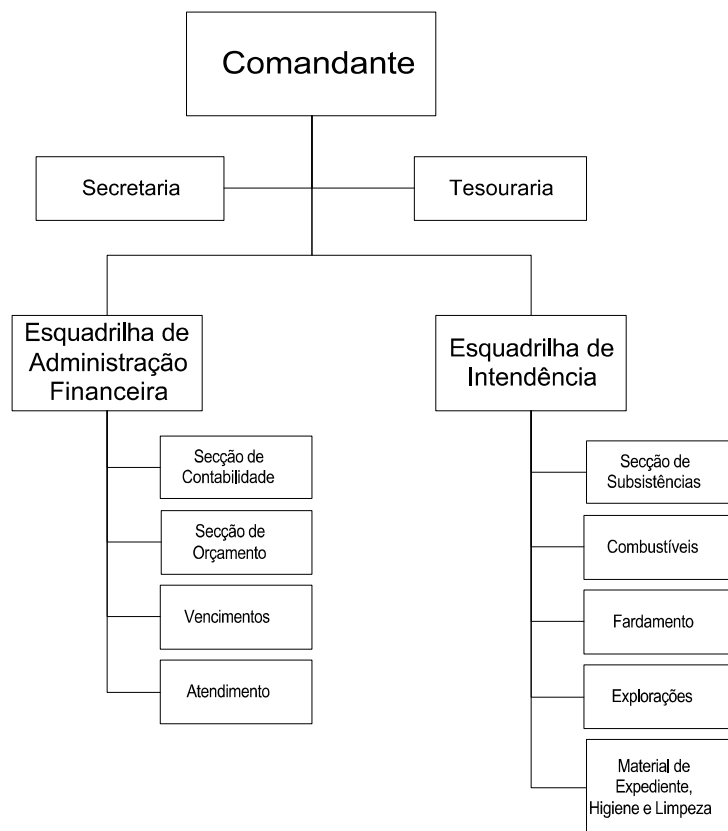 Comandante
Secretaria
Tesouraria
Esquadrilha de
Administração
Financeira
Secção de
Contabilidade
Secção de
Orçamento
Vencimentos
Atendimento
Esquadrilha de
Intendência
Secção de
Subsistências
Combustíveis
Fardamento
Explorações
Material de
Expediente,
Higiene e Limpeza